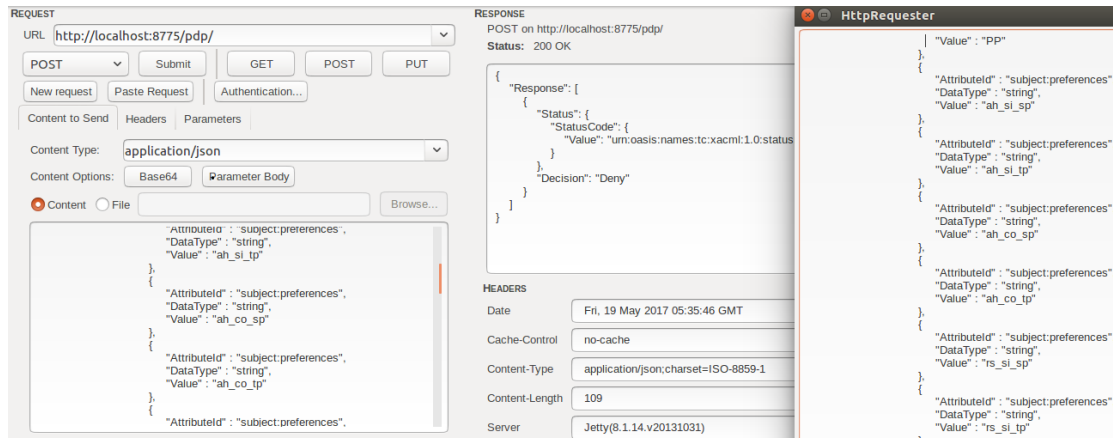 REQUEST
URL http://localhost:8775/pdp/
POST Submit GET POST PUT
New request Paste Request Authentication...
Content to Send Headers Parameters
Content Type: application/json
Content Options: Base64 Parameter Body
Content File Browse...
"AttributeId" : "subject:preferences",
"DataType" : "string",
"Value" : "ah_si_tp"
},
{
"AttributeId" : "subject:preferences",
"DataType" : "string",
"Value" : "ah_co_sp"
},
{
"AttributeId" : "subject:preferences",
"DataType" : "string",
"Value" : "ah_co_tp"
},
{
"AttributeId" : "subject:preferences",
RESPONSE
POST on http://localhost:8775/pdp/
Status: 200 OK
{
"Response": [
{
"Status": {
"StatusCode": {
"Value": "urn:oasis:names:tc:xacml:1.0:status
}
},
"Decision": "Deny"
}
]
}
HEADERS
Date Fri, 19 May 2017 05:35:46 GMT
Cache-Control no-cache
Content-Type application/json;charset=ISO-8859-1
Content-Length 109
Server Jetty(8.1.14.v20131031)
HttpRequester
"Value" : "PP"
},
{
"AttributeId" : "subject:preferences"
"DataType" : "string",
"Value" : "ah_si_sp"
},
{
"AttributeId" : "subject:preferences"
"DataType" : "string",
"Value" : "ah_si_tp"
},
{
"AttributeId" : "subject:preferences"
"DataType" : "string",
"Value" : "ah_co_sp"
},
{
"AttributeId" : "subject:preferences"
"DataType" : "string",
"Value" : "ah_co_tp"
},
{
"AttributeId" : "subject:preferences"
"DataType" : "string",
"Value" : "rs_si_sp"
},
{
"AttributeId" : "subject:preferences"
"DataType" : "string",
"Value" : "rs_si_tp"